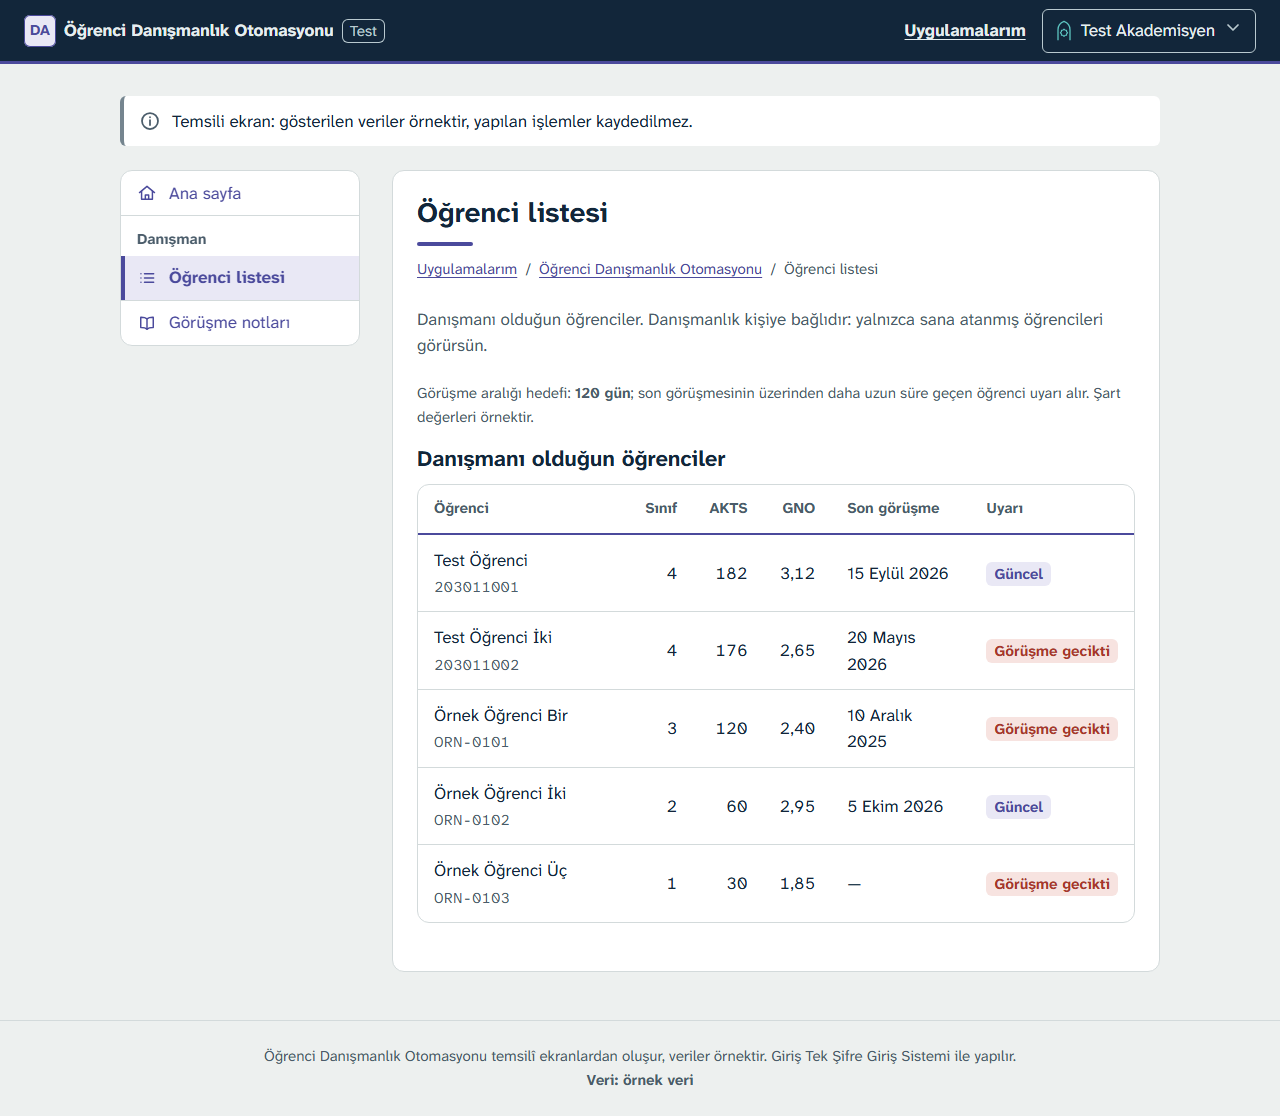 DA Öğrenci Danışmanlık Otomasyonu Test
Uygulamalarım
Test Akademisyen
Temsili ekran: gösterilen veriler örnektir, yapılan işlemler kaydedilmez.
Ana sayfa
Danışman
Öğrenci listesi
Görüşme notları
Öğrenci listesi
Uygulamalarım / Öğrenci Danışmanlık Otomasyonu / Öğrenci listesi
Danışmanı olduğun öğrenciler. Danışmanlık kişiye bağlıdır: yalnızca sana atanmış öğrencileri
görürsün.
Görüşme aralığı hedefi: 120 gün; son görüşmesinin üzerinden daha uzun süre geçen öğrenci uyarı alır. Şart
değerleri örnektir.
Danışmanı olduğun öğrenciler
Öğrenci Sınıf AKTS GNO Son görüşme Uyarı
Test Öğrenci
203011001
4 182 3,12 15 Eylül 2026 Güncel
Test Öğrenci İki
203011002
4 176 2,65 20 Mayıs
2026
Görüşme gecikti
Örnek Öğrenci Bir
ORN-0101
3 120 2,40 10 Aralık
2025
Görüşme gecikti
Örnek Öğrenci İki
ORN-0102
2 60 2,95 5 Ekim 2026 Güncel
Örnek Öğrenci Üç
ORN-0103
1 30 1,85 — Görüşme gecikti
Öğrenci Danışmanlık Otomasyonu temsilî ekranlardan oluşur, veriler örnektir. Giriş Tek Şifre Giriş Sistemi ile yapılır.
Veri: örnek veri